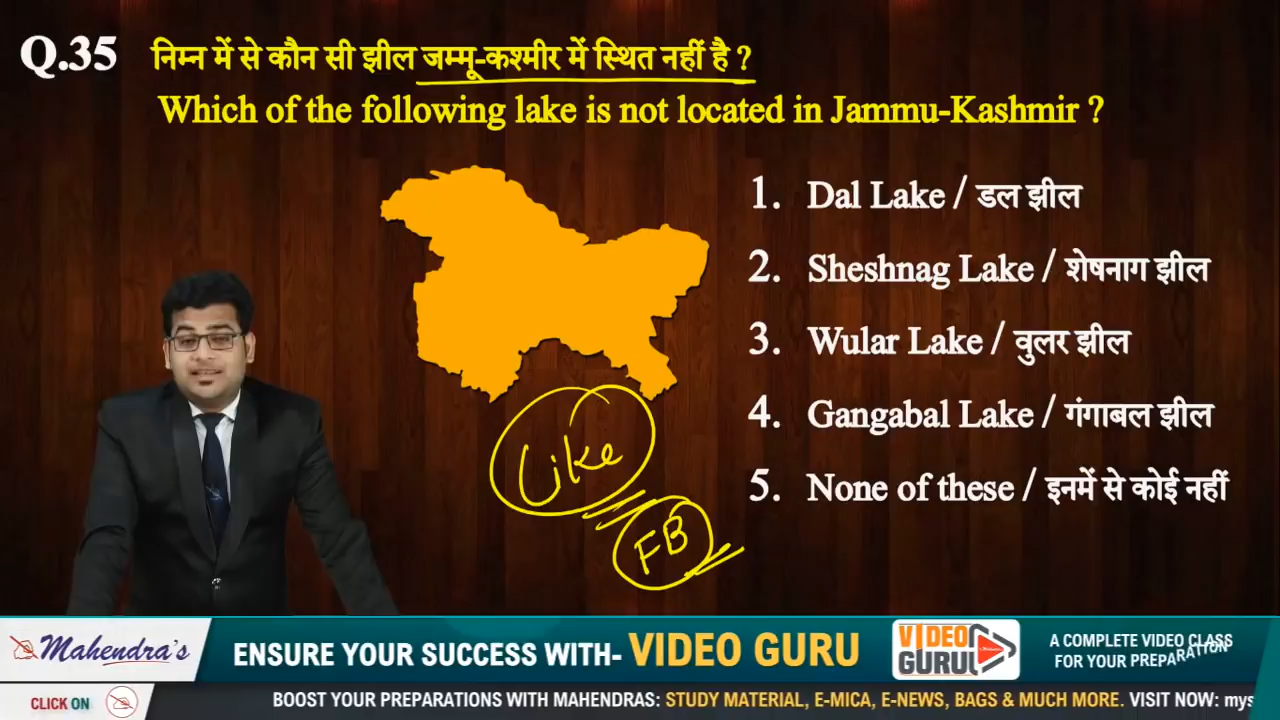 Q.35 निम्न में से कौन सी झील जम्मू-कश्मीर में स्थित नहीं है ?
Which of the following lake is not located in Jammu-Kashmir ?
1. Dal Lake / डल झील
2. Sheshnag Lake / शेषनाग झील
3. Wular Lake / वुलर झील
4. Gangabal Lake / गंगाबल झील
5. None of these / इनमें से कोई नहीं
Like
FB
Mahendra's
ENSURE YOUR SUCCESS WITH- VIDEO GURU
VIDEO
GURU
A COMPLETE VIDEO CLASS
FOR YOUR PREPARATION
CLICK ON
BOOST YOUR PREPARATIONS WITH MAHENDRAS: STUDY MATERIAL, E-MICA, E-NEWS, BAGS & MUCH MORE. VISIT NOW: mys